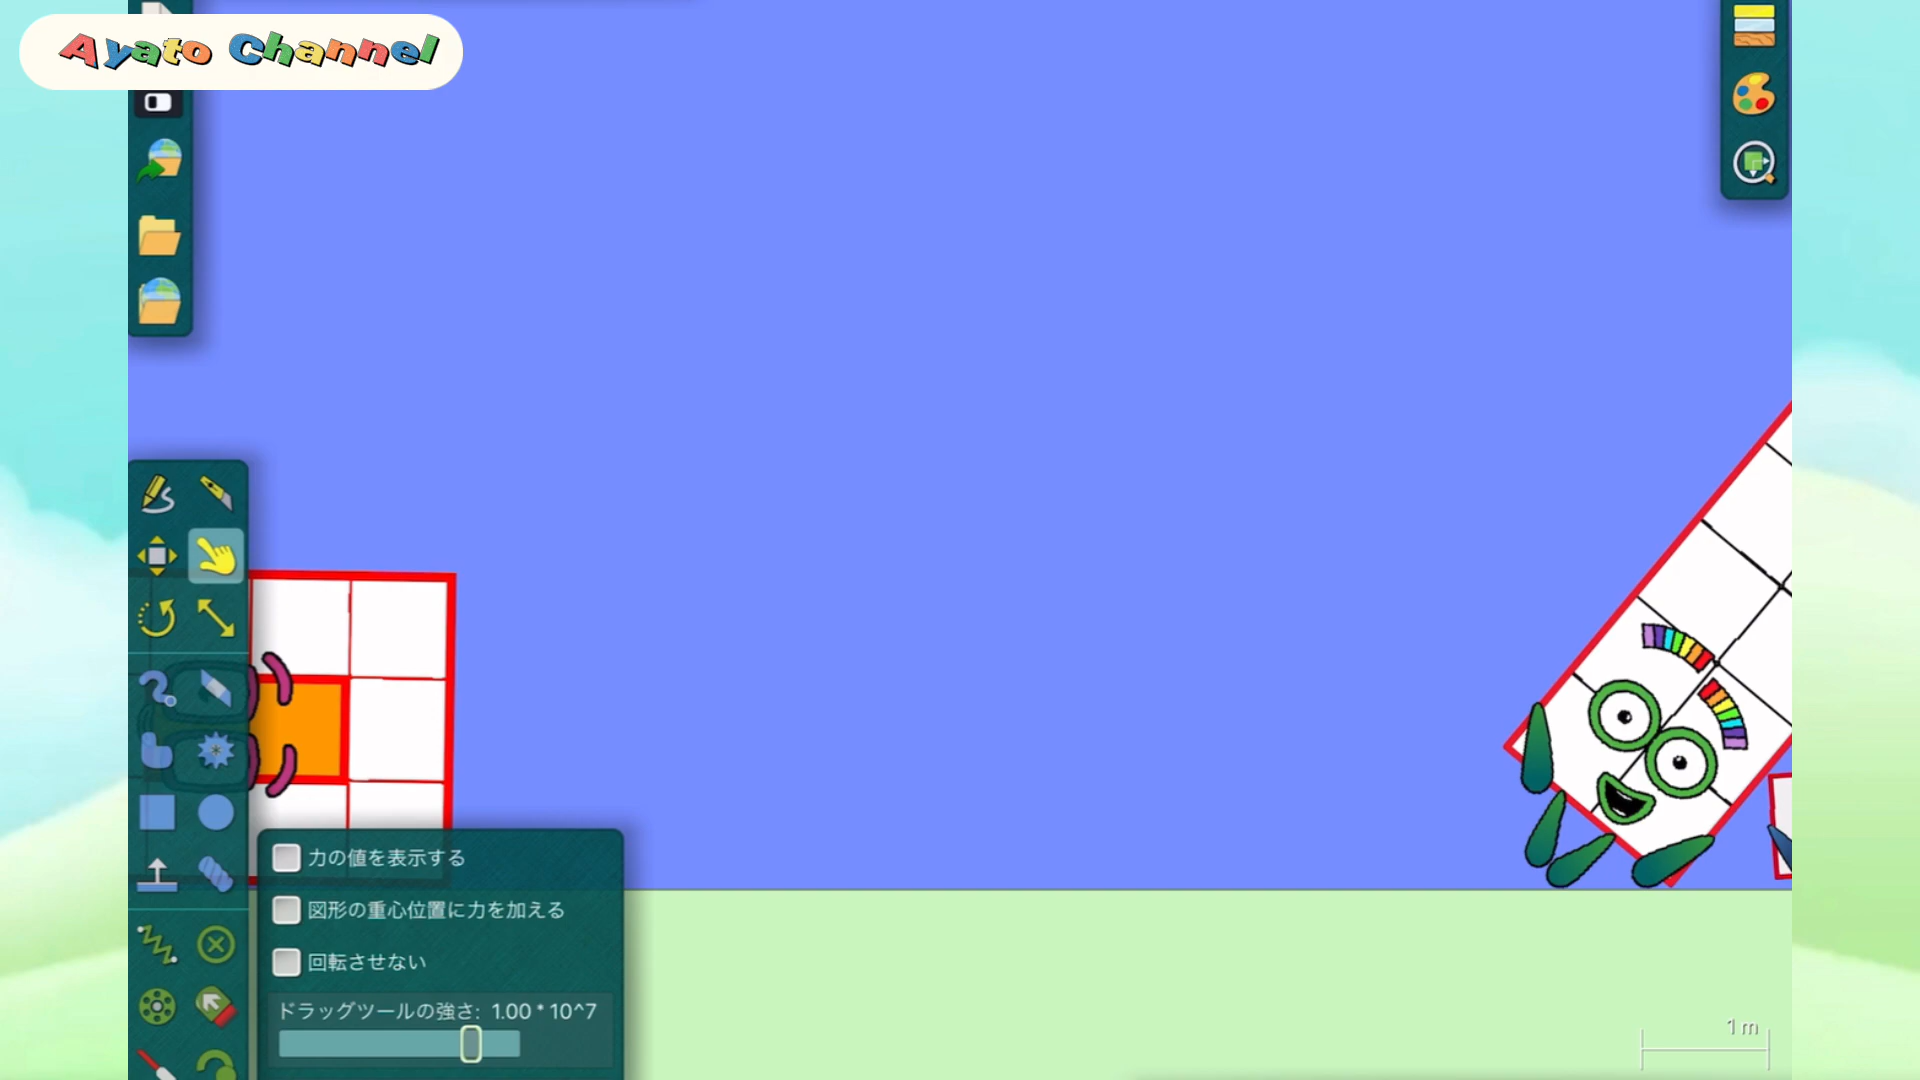 Ayato Channel
力の値を表示する
図形の重心位置に力を加える
回転させない
ドラッグツールの強さ: 1.00 * 10^7
1 m